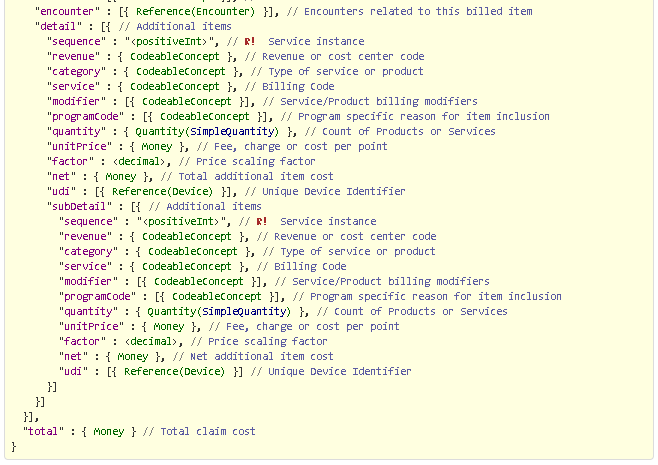 "encounter" : [{ Reference(Encounter) }], // Encounters related to this billed item
"detail" : [{ // Additional items
"sequence" : "<positiveInt>", // R!  Service instance
"revenue" : { CodeableConcept }, // Revenue or cost center code
"category" : { CodeableConcept }, // Type of service or product
"service" : { CodeableConcept }, // Billing Code
"modifier" : [{ CodeableConcept }], // Service/Product billing modifiers
"programCode" : [{ CodeableConcept }], // Program specific reason for item inclusion
"quantity" : { Quantity(SimpleQuantity) }, // Count of Products or Services
"unitPrice" : { Money }, // Fee, charge or cost per point
"factor" : <decimal>, // Price scaling factor
"net" : { Money }, // Total additional item cost
"udi" : [{ Reference(Device) }], // Unique Device Identifier
"subDetail" : [{ // Additional items
"sequence" : "<positiveInt>", // R!  Service instance
"revenue" : { CodeableConcept }, // Revenue or cost center code
"category" : { CodeableConcept }, // Type of service or product
"service" : { CodeableConcept }, // Billing Code
"modifier" : [{ CodeableConcept }], // Service/Product billing modifiers
"programCode" : [{ CodeableConcept }], // Program specific reason for item inclusion
"quantity" : { Quantity(SimpleQuantity) }, // Count of Products or Services
"unitPrice" : { Money }, // Fee, charge or cost per point
"factor" : <decimal>, // Price scaling factor
"net" : { Money }, // Net additional item cost
"udi" : [{ Reference(Device) }] // Unique Device Identifier
}]
}]
}],
"total" : { Money } // Total claim cost
}